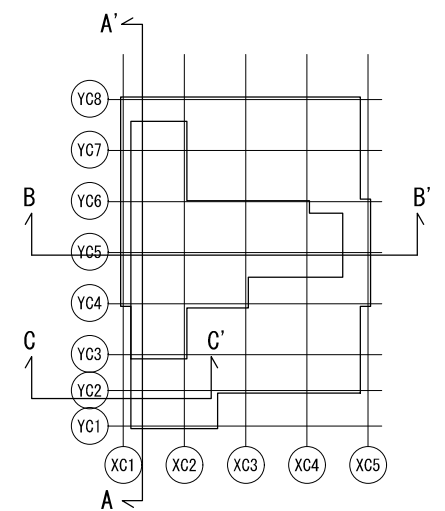 A'
YC8
YC7
B
YC6
B'
YC5
YC4
C
C'
YC3
YC2
YC1
XC1 XC2 XC3 XC4 XC5
A